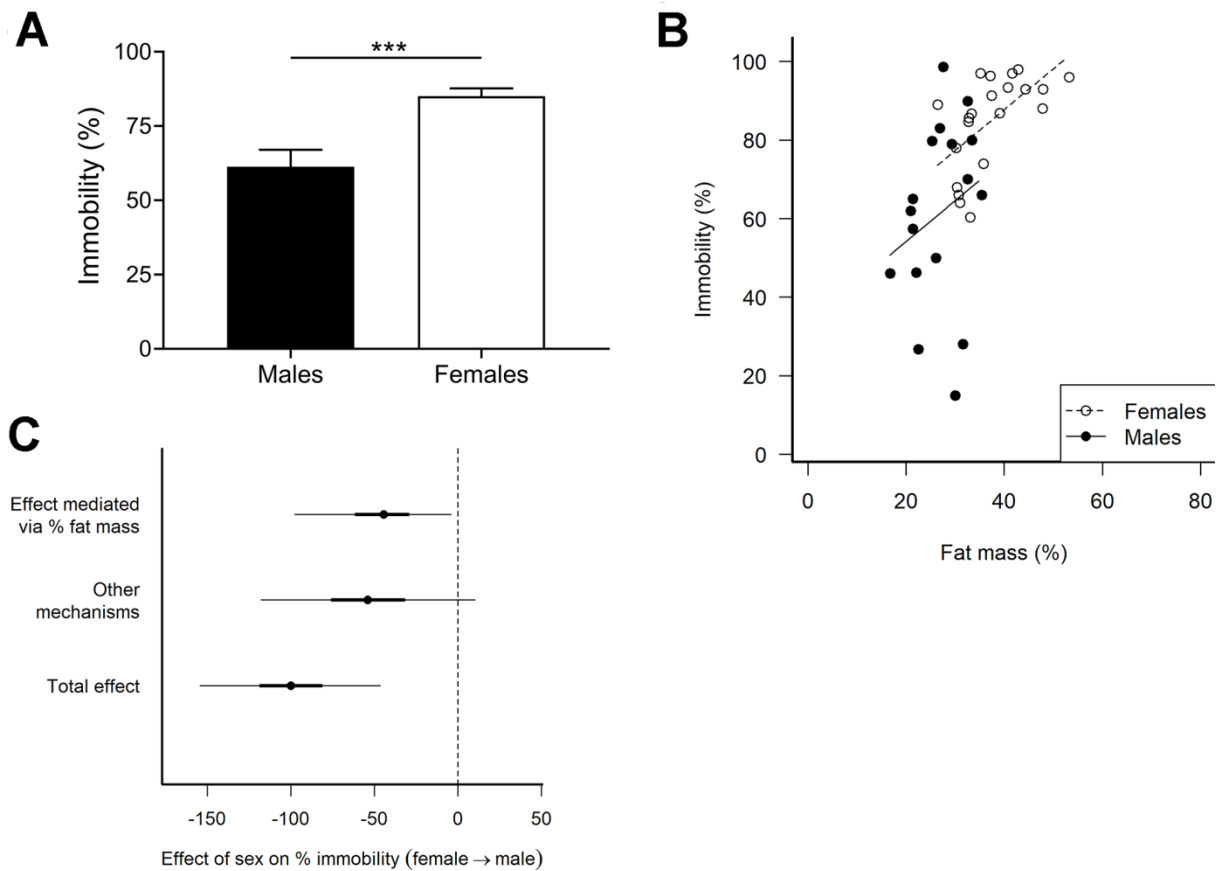 A
***
100
75
50
25
0
Immobility (%)
Males
Females
B
100
80
60
40
20
0
Immobility (%)
0
20
40
60
80
Fat mass (%)
Females
Males
C
Effect mediated
via % fat mass
Other
mechanisms
Total effect
-150
-100
-50
0
50
Effect of sex on % immobility (female → male)